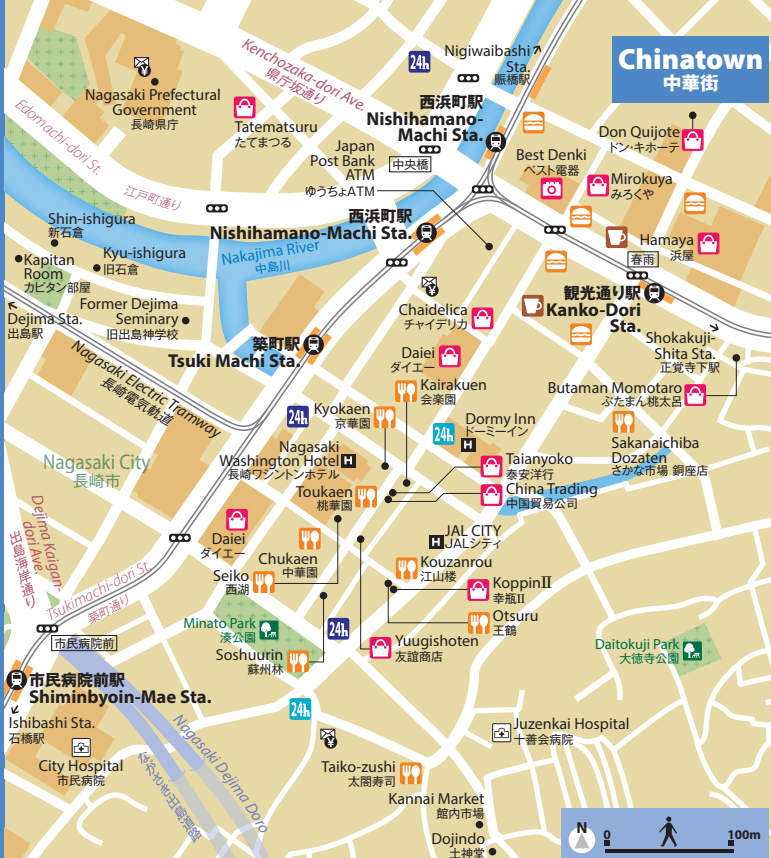 Chinatown
中華街
Kenchozaka-dori Ave.
県庁坂通り
24h
Nigiwaibashi
Sta.
賑橋駅
Nagasaki Prefectural
Government
長崎県庁
Tatematsuru
たてまつる
西浜町駅
Nishihamano-
Machi Sta.
Edomachi-dori St.
江戸町通り
Japan
Post Bank
ATM
ゆうちょATM
中央橋
Best Denki
ベスト電器
Don Quijote
ドン・キホーテ
Mirokuya
みろくや
Hamaya
浜屋
春雨
Shin-ishigura
新石倉
Kapitan
Room
カピタン部屋
Kyu-ishigura
旧石倉
西浜町駅
Nishihamano-Machi Sta.
Nakajima River
中島川
Dejima Sta.
出島駅
Former Dejima
Seminary
旧出島神学校
Chaidelica
チャイデリカ
観光通り駅
Kanko-Dori
Sta.
Shokakuji-
Shita Sta.
正覚寺下駅
築町駅
Tsuki Machi Sta.
Daiei
ダイエー
Nagasaki Electric Tramway
長崎電気軌道
Kairakuen
会楽園
Butaman Momotaro
ぶたまん桃太呂
24h
Kyokaen
京華園
24h
Dormy Inn
ドーミーイン
H
Sakanaichiba
Dozaten
さかな市場 銅座店
Nagasaki City
長崎市
Nagasaki
Washington Hotel
長崎ワシントンホテル
H
Taianyoko
泰安洋行
Toukaen
桃華園
China Trading
中国貿易公司
Dejima Kaigan-
dori Ave.
出島海岸通り
Daiei
ダイエー
Chukaen
中華園
H
JAL CITY
JALシティ
Tsukimachi-dori St.
築町通り
Seiko
西湖
Kouzanrou
江山楼
KoppinⅡ
幸瓶Ⅱ
Minato Park
湊公園
24h
Otsuru
王鶴
市民病院前
Soshuurin
蘇州林
Yuugishoten
友誼商店
Daitokuji Park
大徳寺公園
市民病院前駅
Shiminbyoin-Mae Sta.
24h
Ishibashi Sta.
石橋駅
Nagasaki Dejima Doro
ながさき出島道路
Juzenkai Hospital
十善会病院
City Hospital
市民病院
Taiko-zushi
太閤寿司
Kannai Market
館内市場
Dojindo
土神堂
N
0
100m